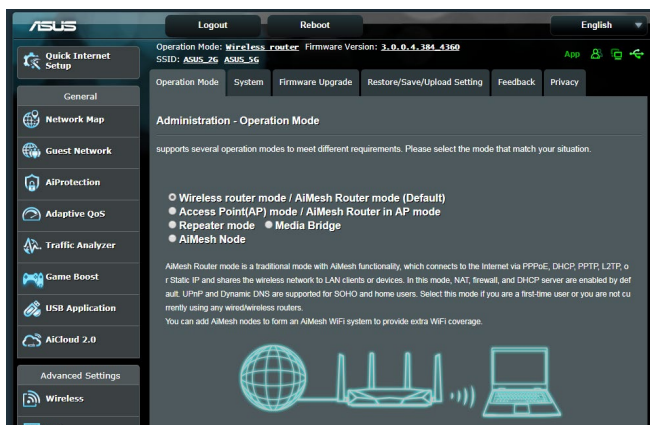 ASUS
Logout
Reboot
English
Quick Internet
Setup
Operation Mode: Wireless router Firmware Version: 3.0.0.4.384_4360
SSID: ASUS_2G ASUS_5G
App
Operation Mode
System
Firmware Upgrade
Restore/Save/Upload Setting
Feedback
Privacy
General
Network Map
Guest Network
AiProtection
Adaptive QoS
Traffic Analyzer
Game Boost
USB Application
AiCloud 2.0
Advanced Settings
Wireless
Administration - Operation Mode
supports several operation modes to meet different requirements. Please select the mode that match your situation.
Wireless router mode / AiMesh Router mode (Default)
Access Point(AP) mode / AiMesh Router in AP mode
Repeater mode Media Bridge
AiMesh Node
AiMesh Router mode is a traditional mode with AiMesh functionality, which connects to the Internet via PPPoE, DHCP, PPTP, L2TP, o
r Static IP and shares the wireless network to LAN clients or devices. In this mode, NAT, firewall, and DHCP server are enabled by def
ault. UPnP and Dynamic DNS are supported for SOHO and home users. Select this mode if you are a first-time user or you are not cu
rrently using any wired/wireless routers.
You can add AiMesh nodes to form an AiMesh WiFi system to provide extra WiFi coverage.